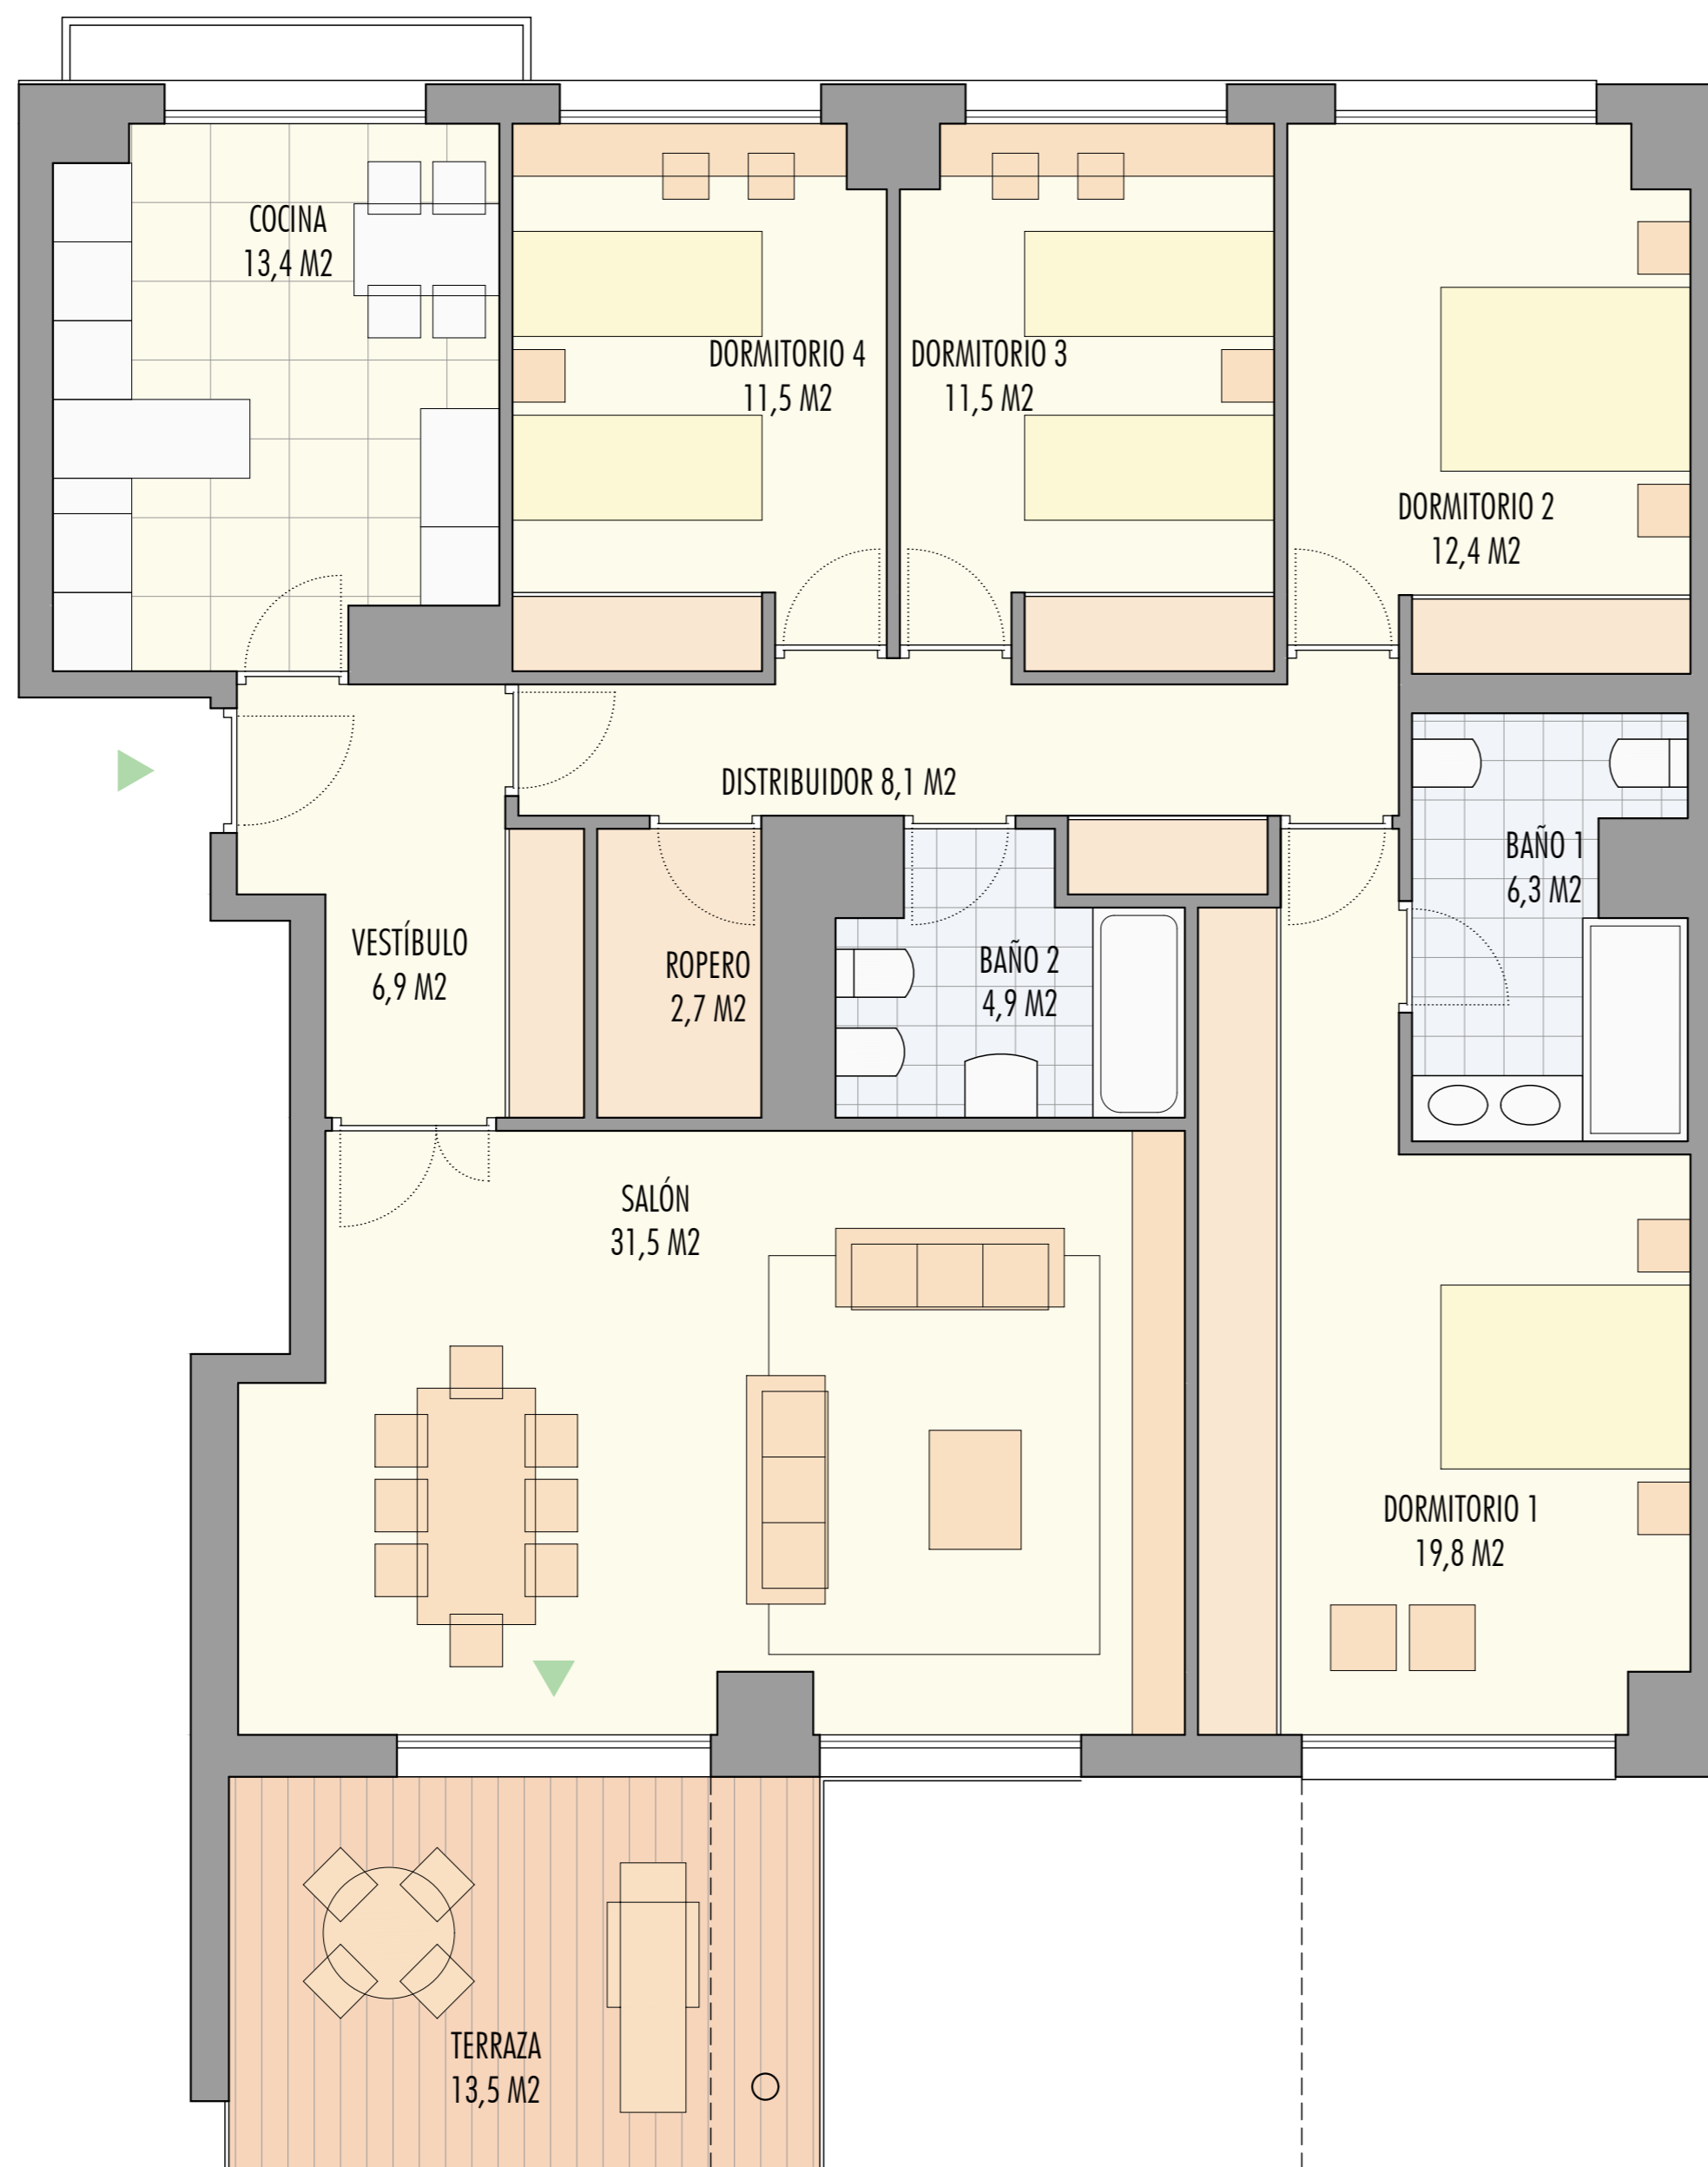 COCINA
13,4 M2
DORMITORIO 4
11,5 M2
DORMITORIO 3
11,5 M2
DORMITORIO 2
12,4 M2
DISTRIBUIDOR 8,1 M2
BAÑO 1
6,3 M2
VESTÍBULO
6,9 M2
ROPERO
2,7 M2
BAÑO 2
4,9 M2
SALÓN
31,5 M2
DORMITORIO 1
19,8 M2
TERRAZA
13,5 M2